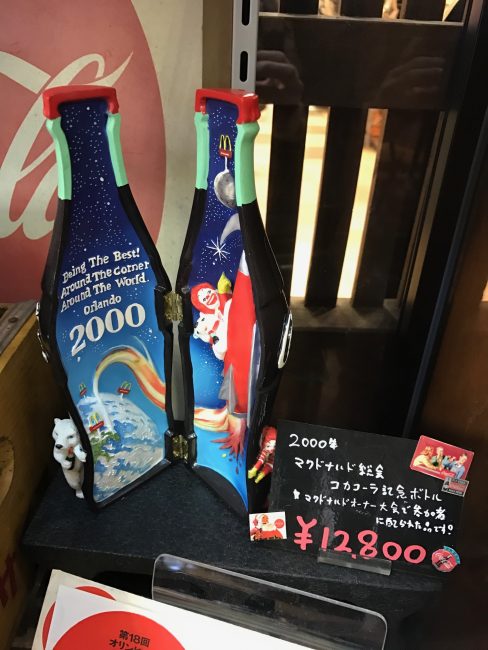 Being The Best!
Around The Corner
Around The World.
Orlando
2000
2000年
マクドナルド総会
コカコーラ記念ボトル
マクドナルドオーナー大会で参加者
に配られた品です!
¥12,800
第18回